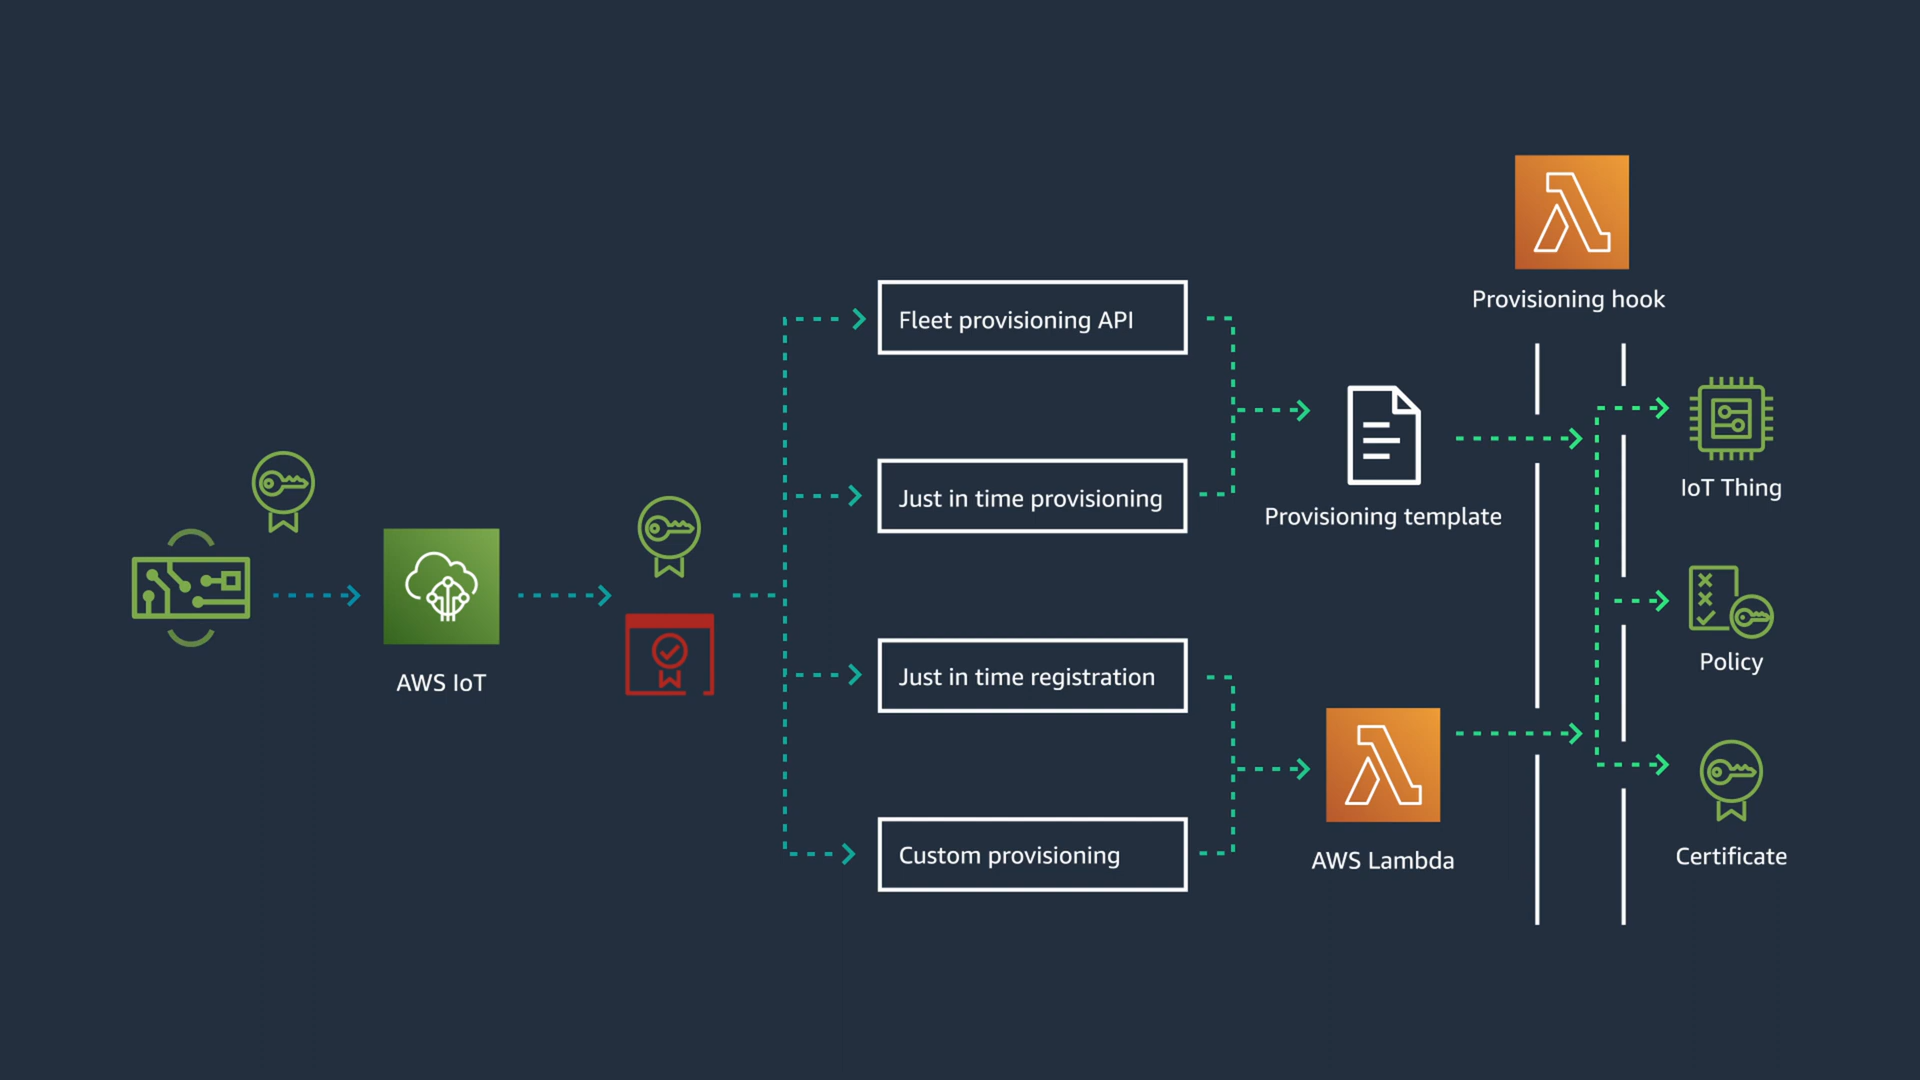 Provisioning hook
Fleet provisioning API
Just in time provisioning
Provisioning template
IoT Thing
AWS IoT
Just in time registration
Policy
Custom provisioning
AWS Lambda
Certificate